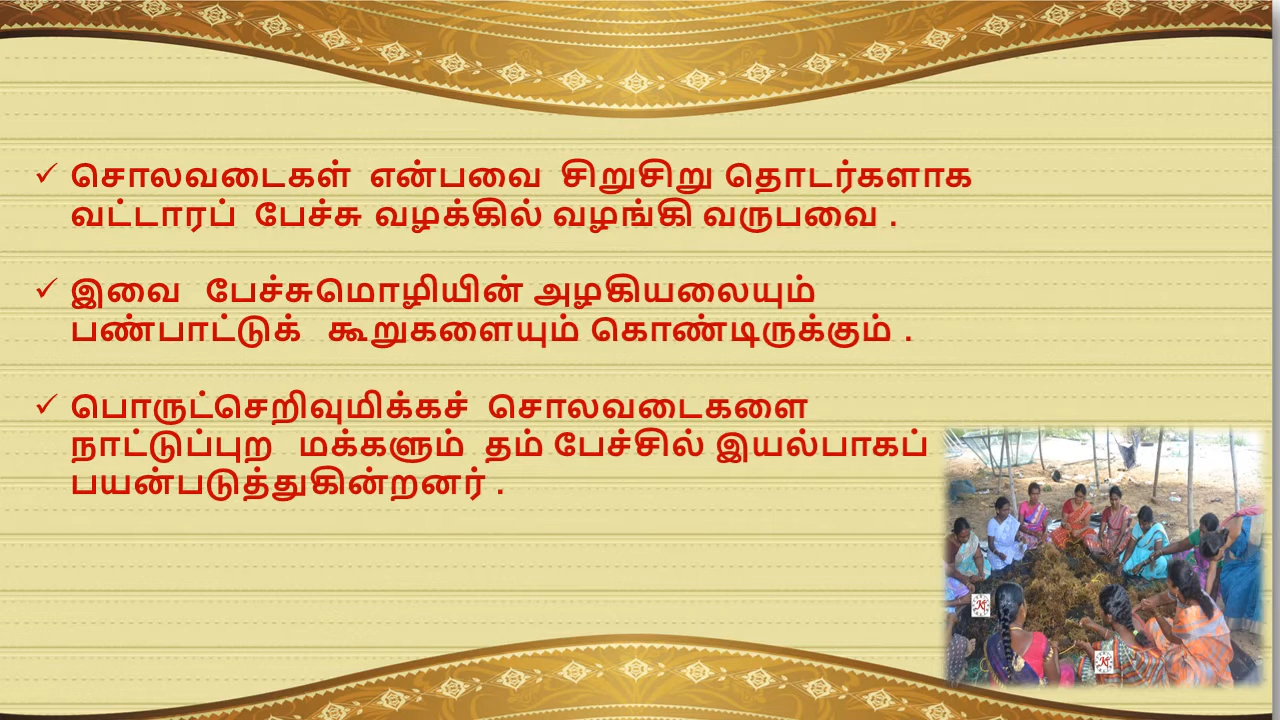 ✓ சொலவடைகள் என்பவை சிறுசிறு தொடர்களாக
வட்டாரப் பேச்சு வழக்கில் வழங்கி வருபவை .
✓ இவை பேச்சுமொழியின் அழகியலையும்
பண்பாட்டுக் கூறுகளையும் கொண்டிருக்கும் .
✓ பொருட்செறிவுமிக்கச் சொலவடைகளை
நாட்டுப்புற மக்களும் தம் பேச்சில் இயல்பாகப்
பயன்படுத்துகின்றனர் .